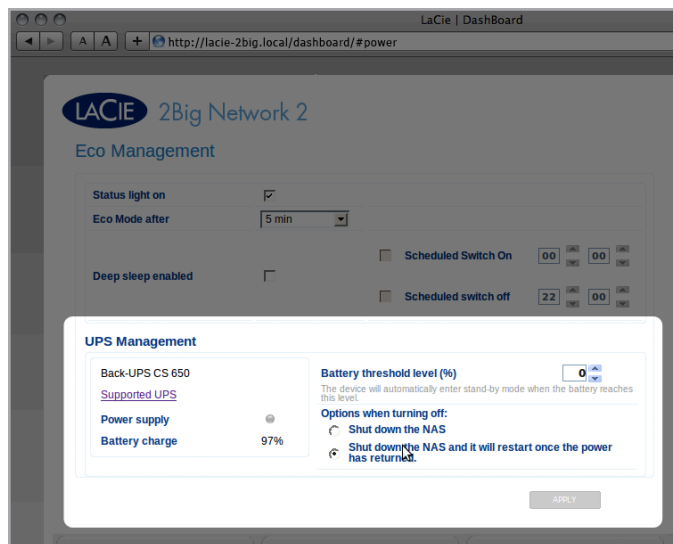 LaCie | DashBoard
A A + http://lacie-2big.local/dashboard/#power
LACIE 2Big Network 2
Eco Management
Status light on
Eco Mode after 5 min
Scheduled Switch On 00 00
Deep sleep enabled
Scheduled switch off 22 00
UPS Management
Back-UPS CS 650
Supported UPS
Power supply
Battery charge 97%
Battery threshold level (%) 0
The device will automatically enter stand-by mode when the battery reaches
this level.
Options when turning off:
Shut down the NAS
Shut down the NAS and it will restart once the power
has returned.
APPLY